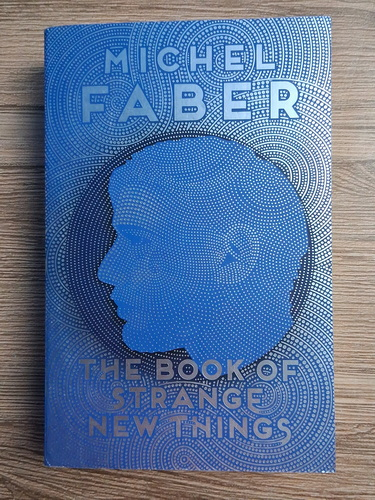 MICHEL
FABER
THE BOOK OF
STRANGE
NEW THINGS